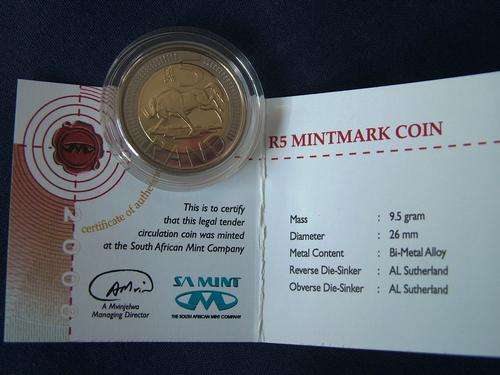 certificate of authe
2008
This is to certify
that this legal tender
circulation coin was minted
at the South African Mint Company
A Mvinjelwa
Managing Director
SA MINT
THE SOUTH AFRICAN MINT COMPANY
R5 MINTMARK COIN
Mass : 9.5 gram
Diameter : 26 mm
Metal Content : Bi-Metal Alloy
Reverse Die-Sinker : AL Sutherland
Obverse Die-Sinker : AL Sutherland